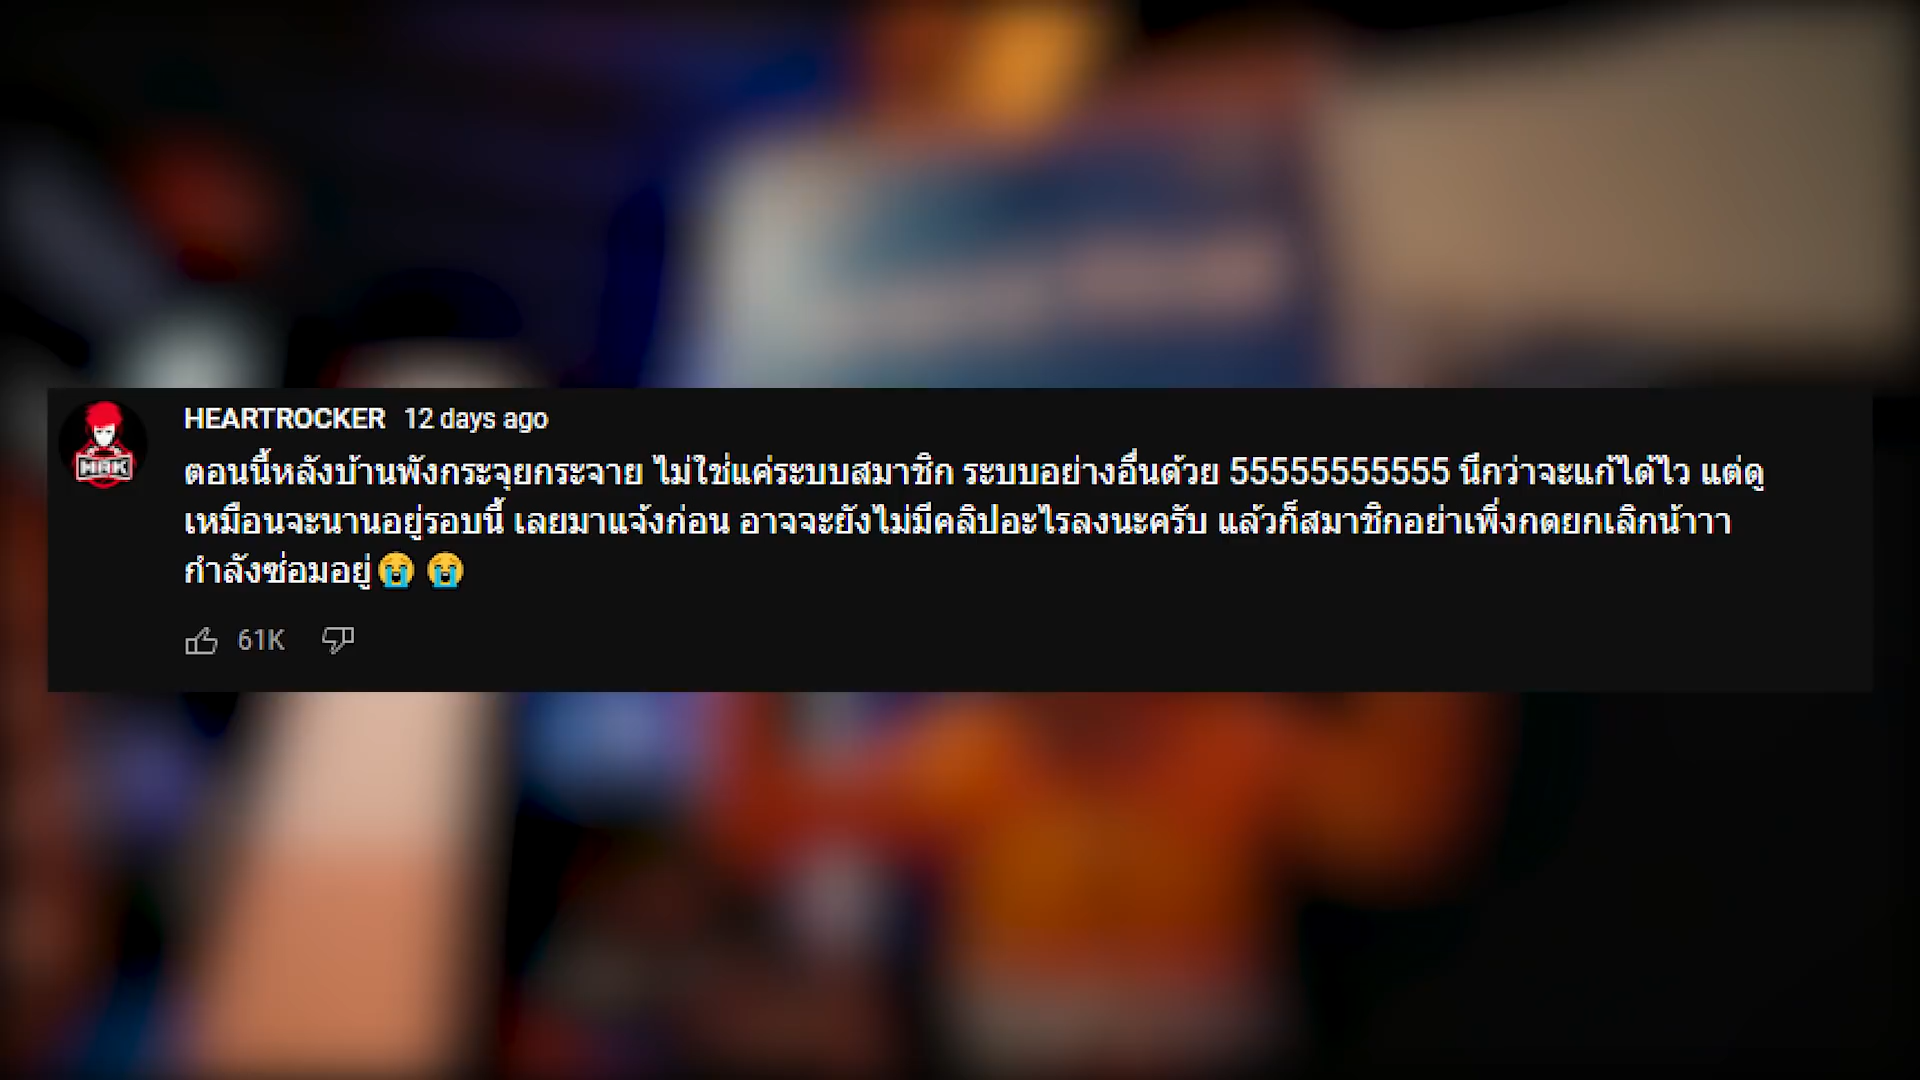 HEARTROCKER 12 days ago
ตอนนี้หลังบ้านพังกระจุยกระจาย ไม่ใช่แค่ระบบสมาชิก ระบบอย่างอื่นด้วย 55555555555 นึกว่าจะแก้ได้ไว แต่ดู
เหมือนจะนานอยู่รอบนี้ เลยมาแจ้งก่อน อาจจะยังไม่มีคลิปอะไรลงนะครับ แล้วก็สมาชิกอย่าเพิ่งกดยกเลิกน้าาา
กำลังซ่อมอยู่😭 😭
HRK
61K